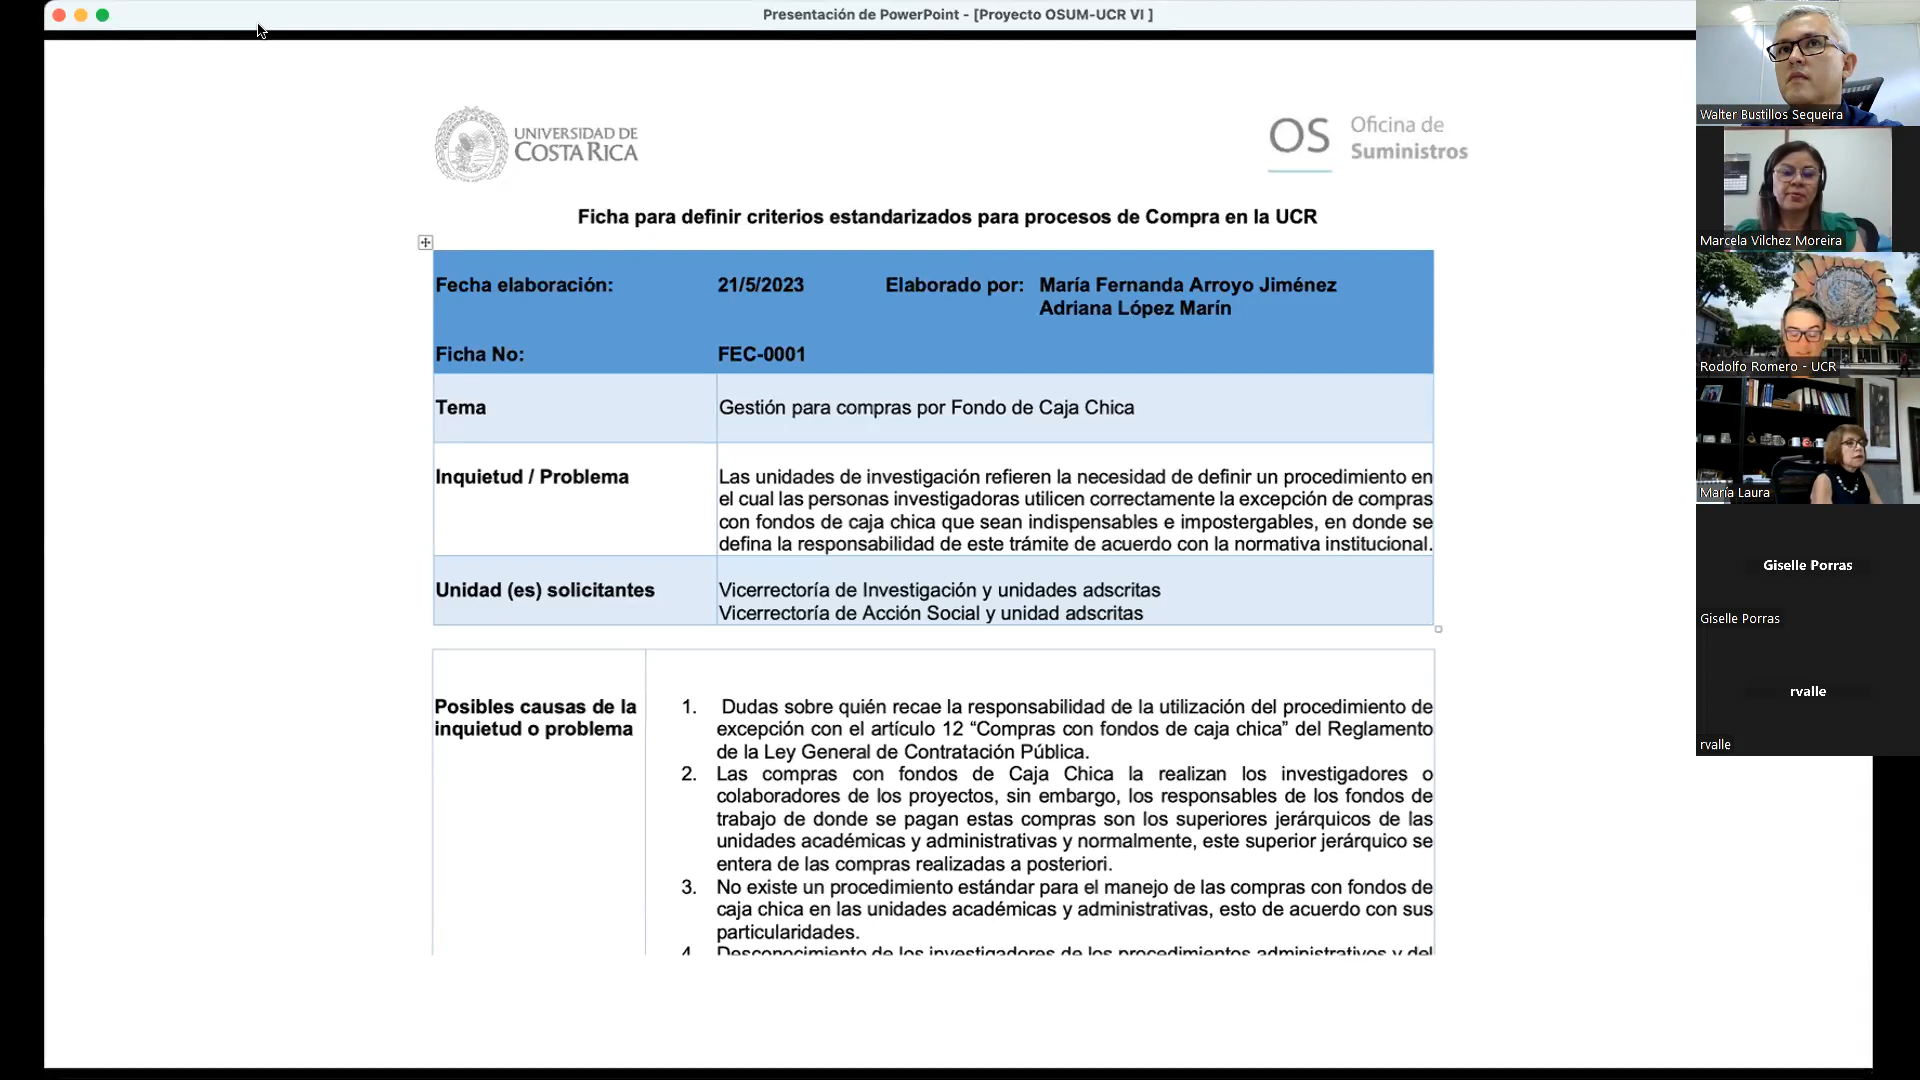 Presentación de PowerPoint - [Proyecto OSUM-UCR VI ]
UNIVERSIDAD DE
COSTA RICA
OS Oficina de
Suministros
Ficha para definir criterios estandarizados para procesos de Compra en la UCR
Fecha elaboración: 21/5/2023 Elaborado por: María Fernanda Arroyo Jiménez
Adriana López Marín
Ficha No: FEC-0001
Tema Gestión para compras por Fondo de Caja Chica
Inquietud / Problema Las unidades de investigación refieren la necesidad de definir un procedimiento en
el cual las personas investigadoras utilicen correctamente la excepción de compras
con fondos de caja chica que sean indispensables e impostergables, en donde se
defina la responsabilidad de este trámite de acuerdo con la normativa institucional.
Unidad (es) solicitantes Vicerrectoría de Investigación y unidades adscritas
Vicerrectoría de Acción Social y unidad adscritas
Posibles causas de la
inquietud o problema
1. Dudas sobre quién recae la responsabilidad de la utilización del procedimiento de
excepción con el artículo 12 “Compras con fondos de caja chica” del Reglamento
de la Ley General de Contratación Pública.
2. Las compras con fondos de Caja Chica la realizan los investigadores o
colaboradores de los proyectos, sin embargo, los responsables de los fondos de
trabajo de donde se pagan estas compras son los superiores jerárquicos de las
unidades académicas y administrativas y normalmente, este superior jerárquico se
entera de las compras realizadas a posteriori.
3. No existe un procedimiento estándar para el manejo de las compras con fondos de
caja chica en las unidades académicas y administrativas, esto de acuerdo con sus
particularidades.
4. Desconocimiento de los investigadores de los procedimientos administrativos y del
Walter Bustillos Sequeira
Marcela Vilchez Moreira
Rodolfo Romero - UCR
María Laura
Giselle Porras
Giselle Porras
rvalle
rvalle